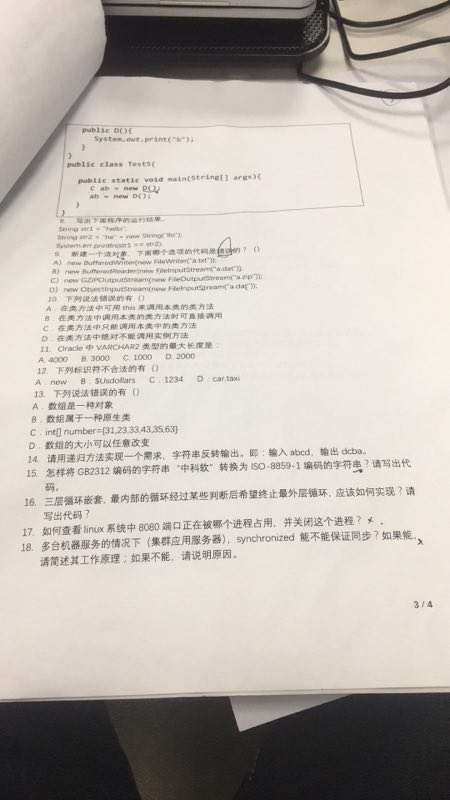 public D(){
System.out.print("b");
}
}
public class Test5{
public static void main(String[] args){
C ab = new D();
ab = new D();
}
}
8. 写出下面程序的运行结果。
String str1 = "hello";
String str2 = "he" + new String("llo");
System.err.println(str1 == str2);
9. 新建一个流对象，下面哪个选项的代码是错误的？（）
A) new BufferedWriter(new FileWriter("a.txt"));
B) new BufferedReader(new FileInputStream("a.dat"));
C) new GZIPOutputStream(new FileOutputStream("a.zip"));
D) new ObjectInputStream(new FileInputStream("a.dat"));
10. 下列说法错误的有（）
A．在类方法中可用 this 来调用本类的类方法
B．在类方法中调用本类的类方法时可直接调用
C．在类方法中只能调用本类中的类方法
D．在类方法中绝对不能调用实例方法
11. Oracle 中 VARCHAR2 类型的最大长度是：
A. 4000 B. 3000 C. 1000 D. 2000
12. 下列标识符不合法的有（）
A．new B．$Usdollars C．1234 D．car.taxi
13. 下列说法错误的有（）
A．数组是一种对象
B．数组属于一种原生类
C．int[] number={31,23,33,43,35,63}
D．数组的大小可以任意改变
14. 请用递归方法实现一个需求，字符串反转输出。即：输入 abcd，输出 dcba。
15. 怎样将 GB2312 编码的字符串“中科软”转换为 ISO-8859-1 编码的字符串？请写出代
码。
16. 三层循环嵌套，最内部的循环经过某些判断后希望终止最外层循环，应该如何实现？请
写出代码？
17. 如何查看 linux 系统中 8080 端口正在被哪个进程占用，并关闭这个进程？
18. 多台机器服务的情况下（集群应用服务器），synchronized 能不能保证同步？如果能，
请简述其工作原理；如果不能，请说明原因。
3 / 4